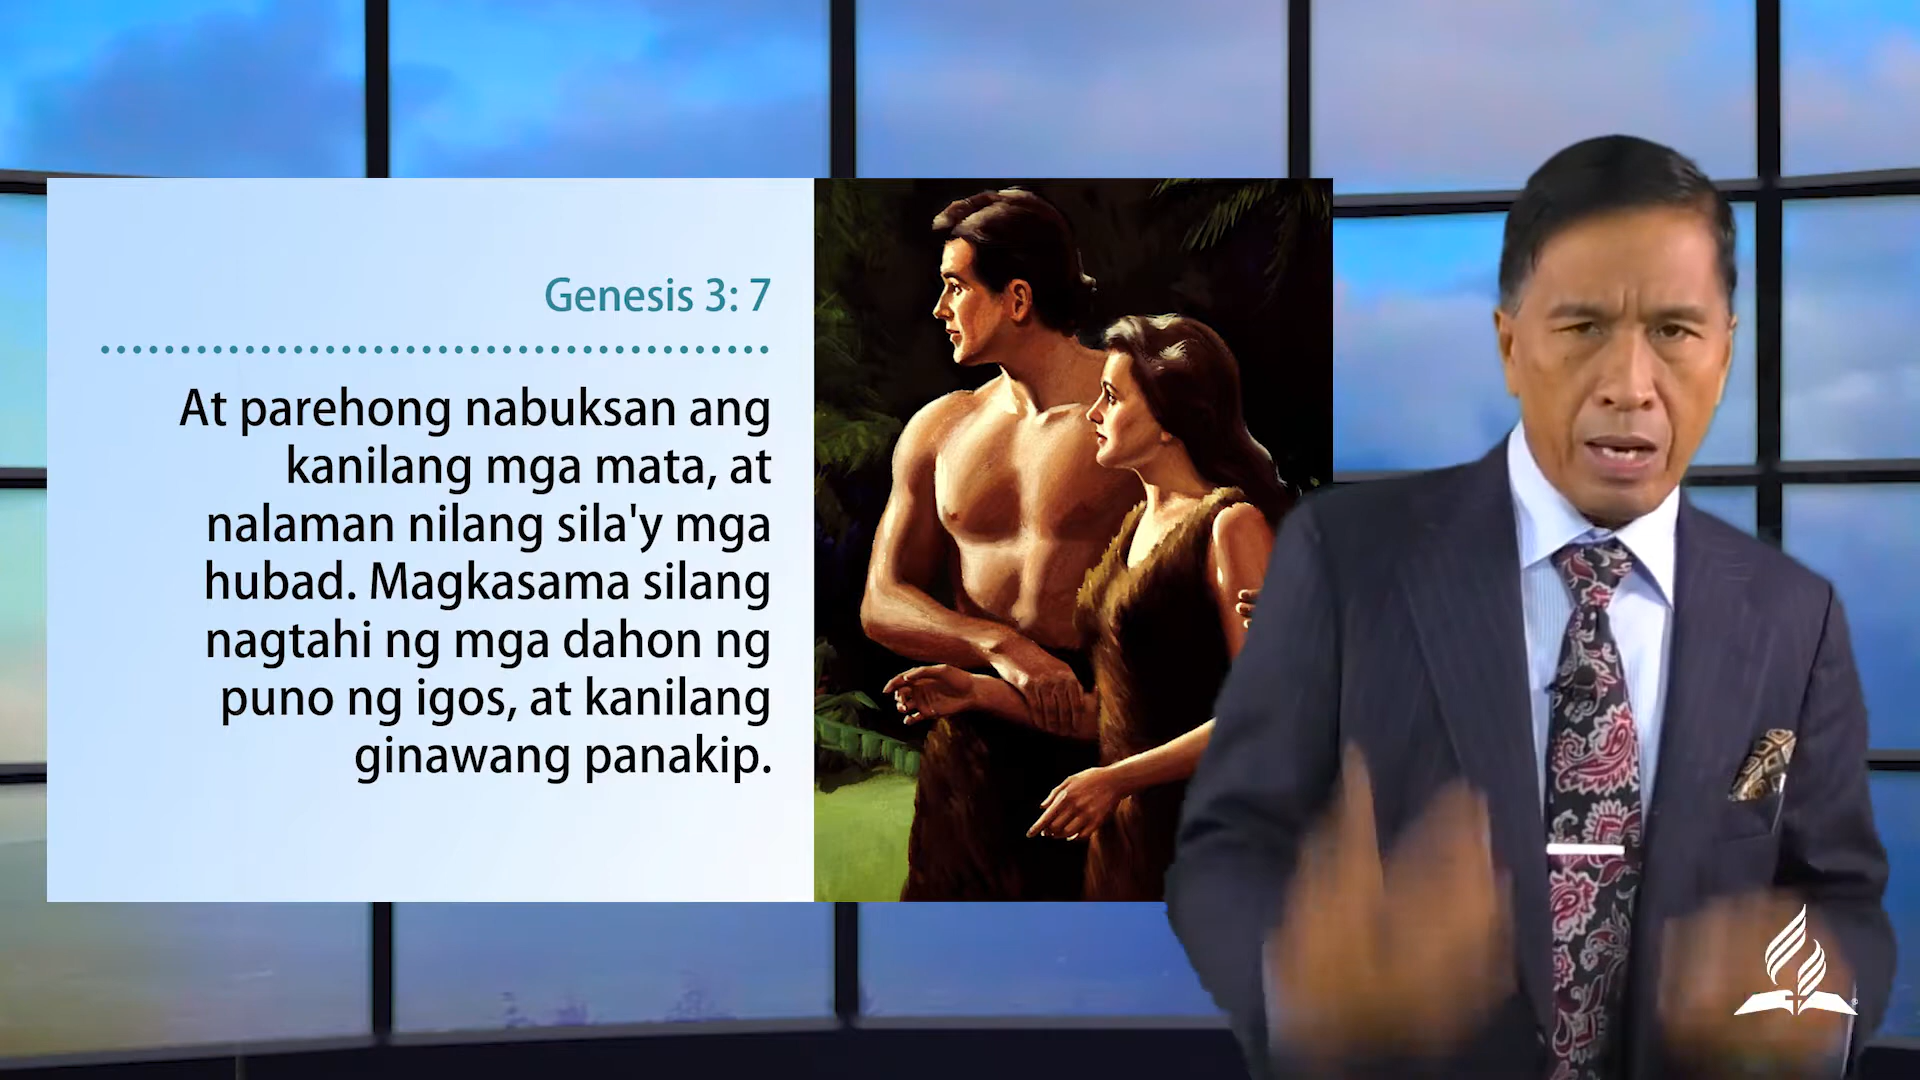 Genesis 3: 7
At parehong nabuksan ang
kanilang mga mata, at
nalaman nilang sila'y mga
hubad. Magkasama silang
nagtahi ng mga dahon ng
puno ng igos, at kanilang
ginawang panakip.